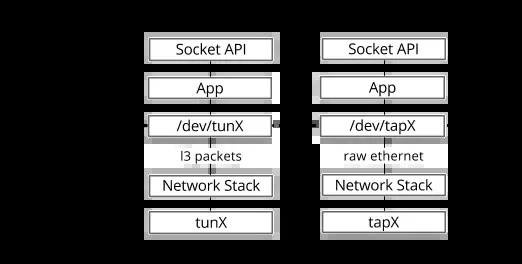 Socket API
App
/dev/tunX
l3 packets
Network Stack
tunX
Socket API
App
/dev/tapX
raw ethernet
Network Stack
tapX